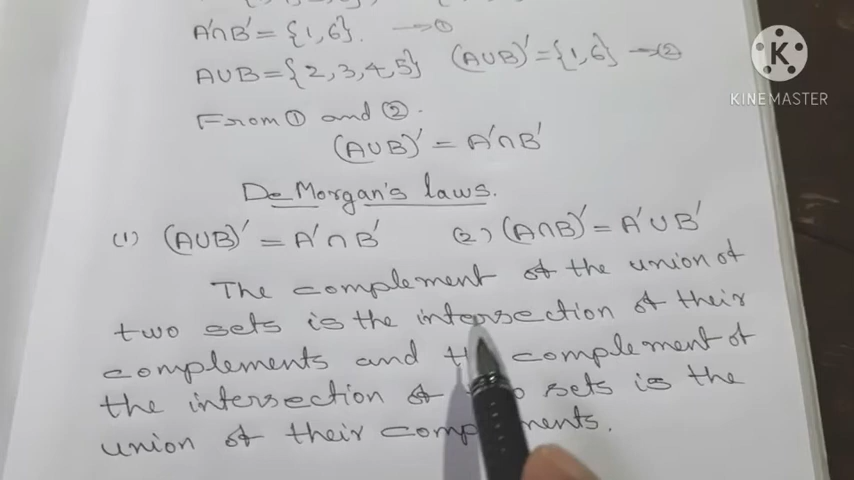 A'∩B' = {1, 6}. → ①
A∪B = {2, 3, 4, 5} (A∪B)' = {1, 6} → ②
From ① and ②.
(A∪B)' = A'∩B'
De Morgan's laws.
(1) (A∪B)' = A'∩B' (2) (A∩B)' = A'∪B'
The complement of the union of
two sets is the intersection of their
complements and complement of
the intersection of sets is the
union of their complements.
MADE WITH
KINEMASTER